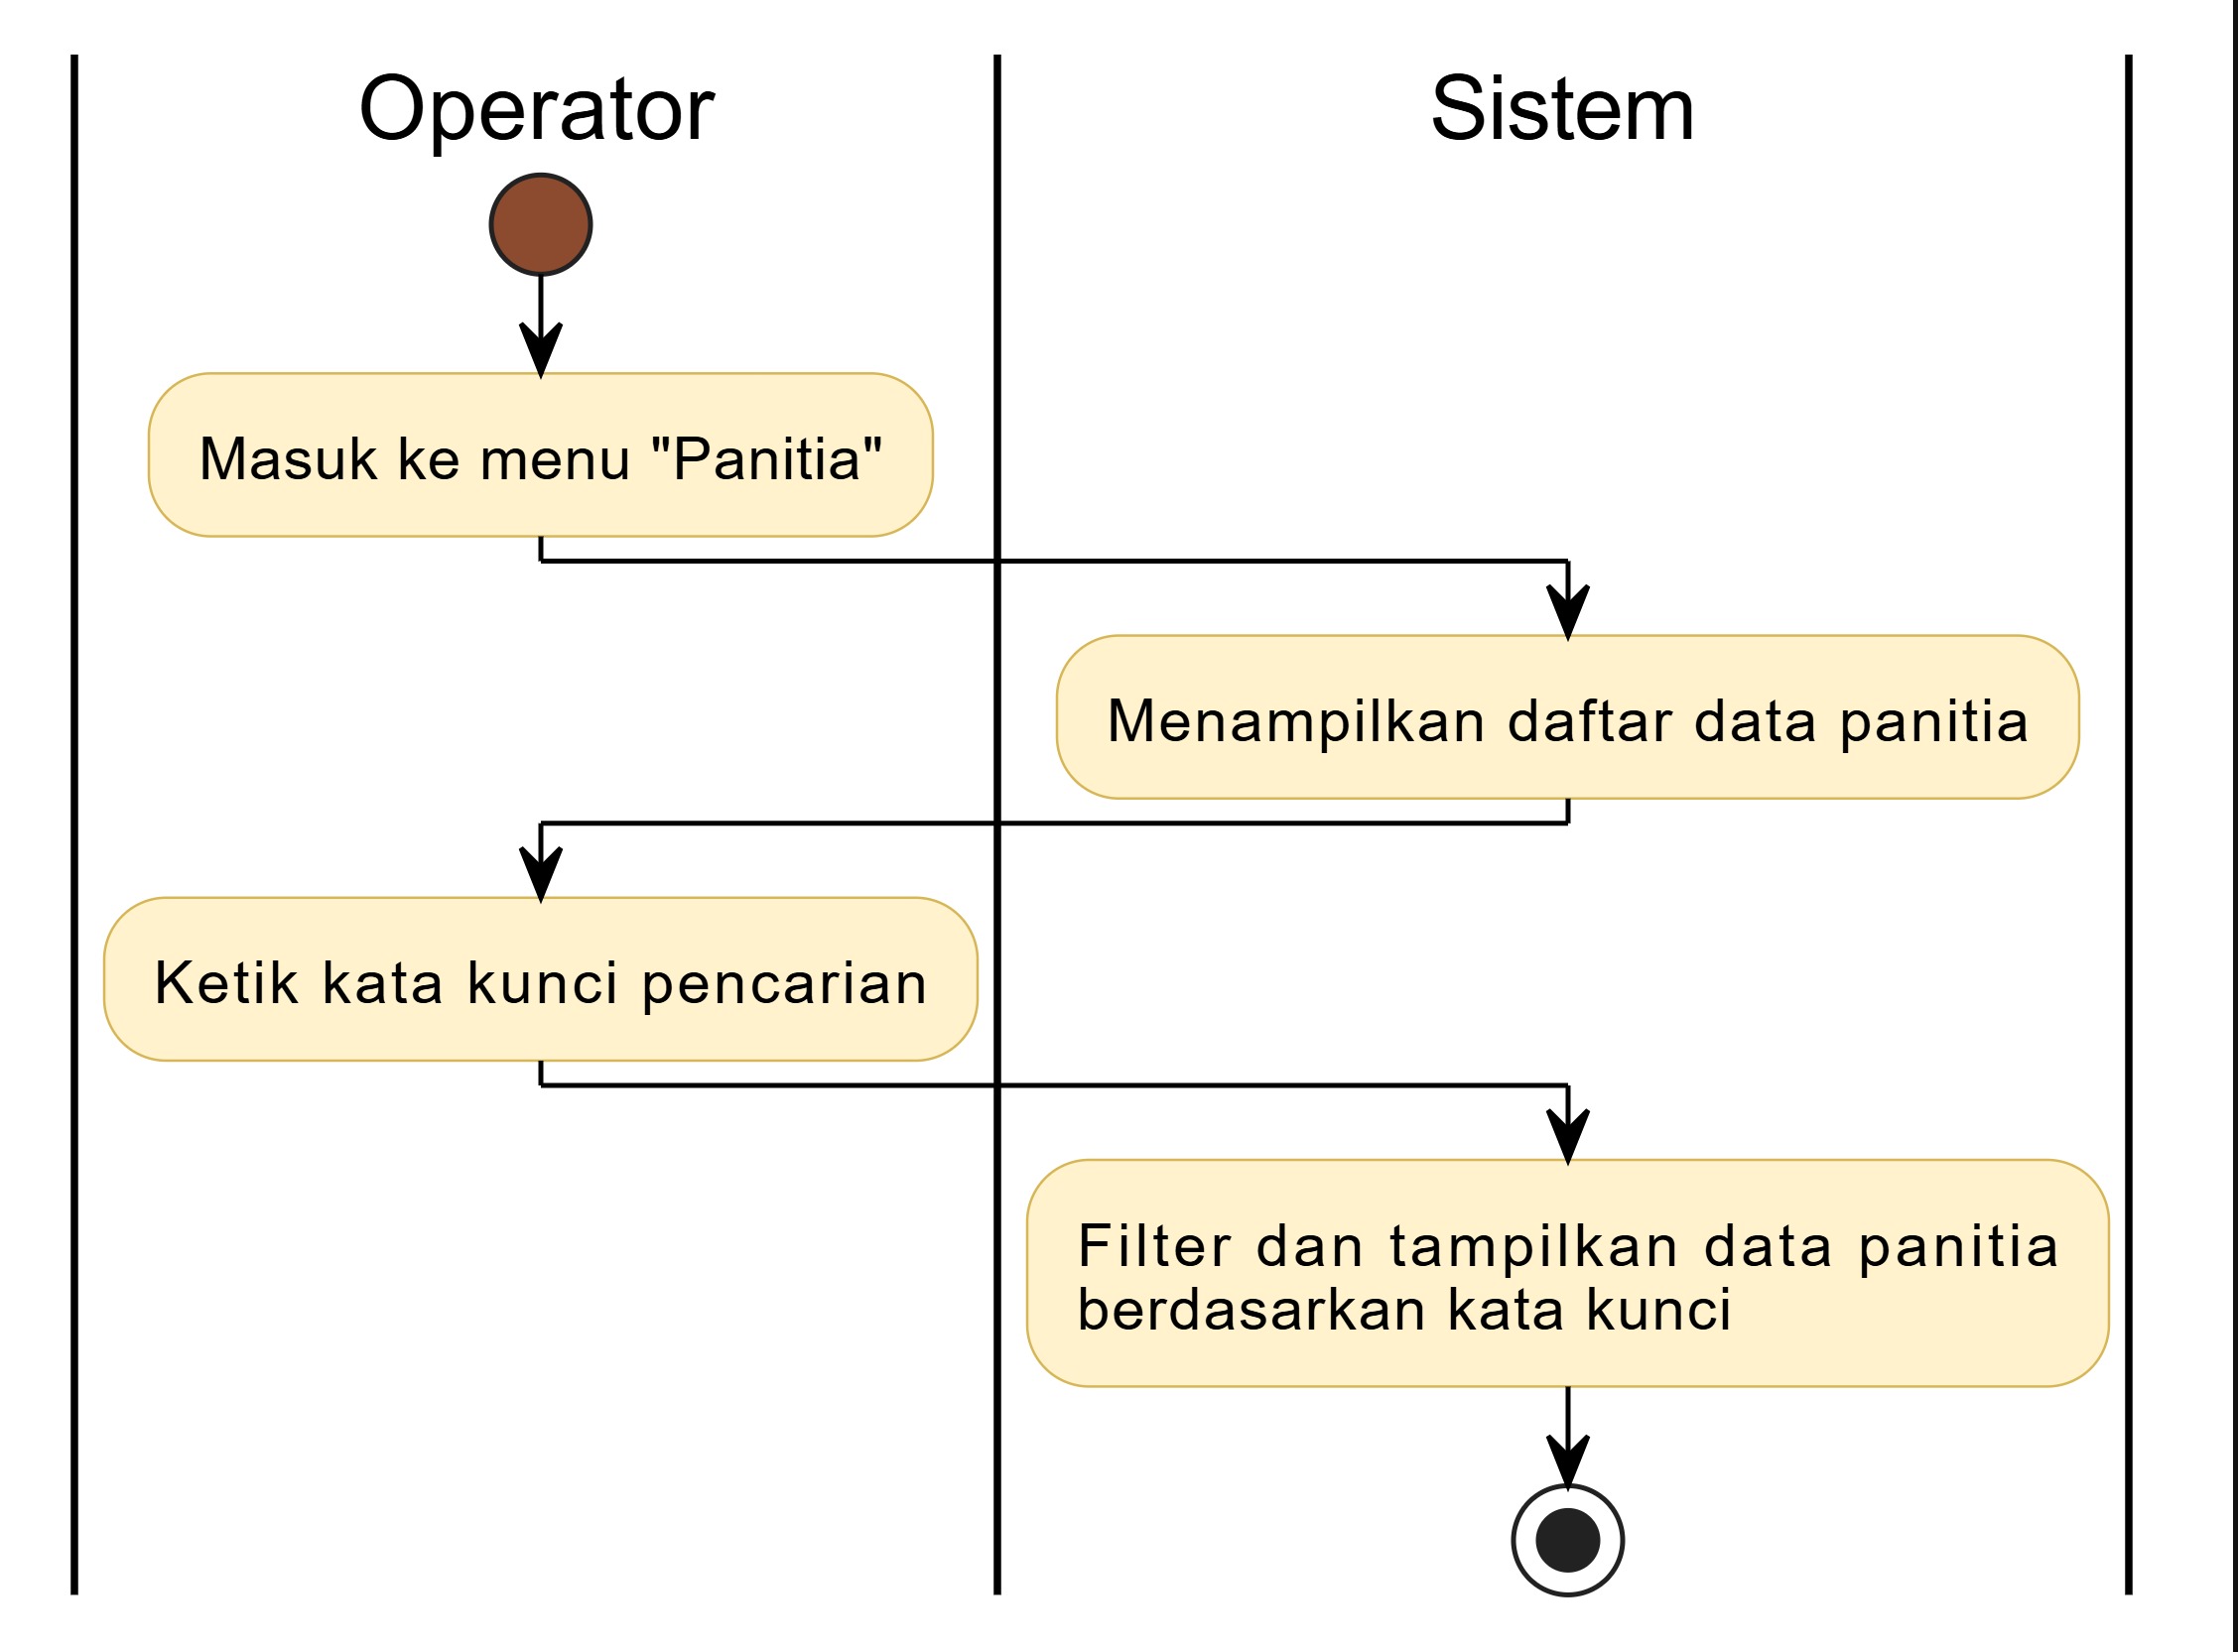 Operator
Sistem
Masuk ke menu "Panitia"
Menampilkan daftar data panitia
Ketik kata kunci pencarian
Filter dan tampilkan data panitia
berdasarkan kata kunci